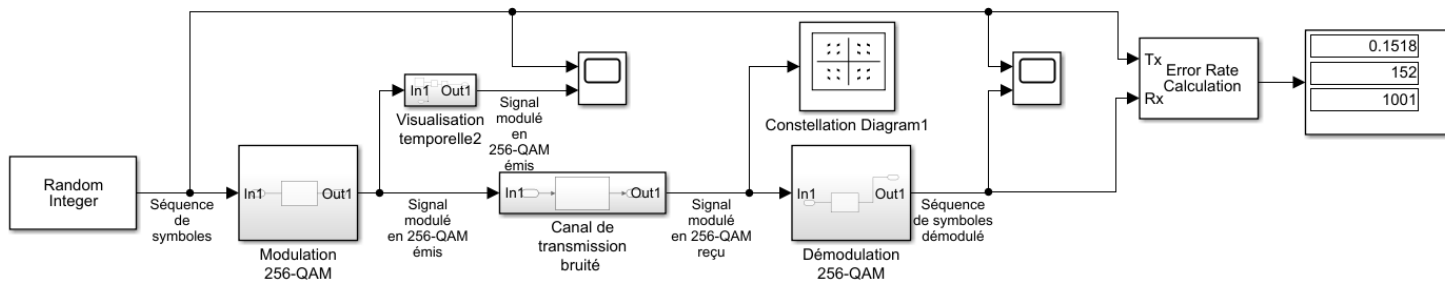 Random
Integer
Séquence
de
symboles
In1
Out1
Modulation
256-QAM
In1
Out1
Visualisation
temporelle2
Signal
modulé
en
256-QAM
émis
Signal
modulé
en 256-QAM
émis
In1
Out1
Canal de
transmission
bruité
Signal
modulé
en 256-QAM
reçu
Constellation Diagram1
In1
Out1
Démodulation
256-QAM
Séquence
de symboles
démodulé
Tx
Rx
Error Rate
Calculation
0.1518
152
1001